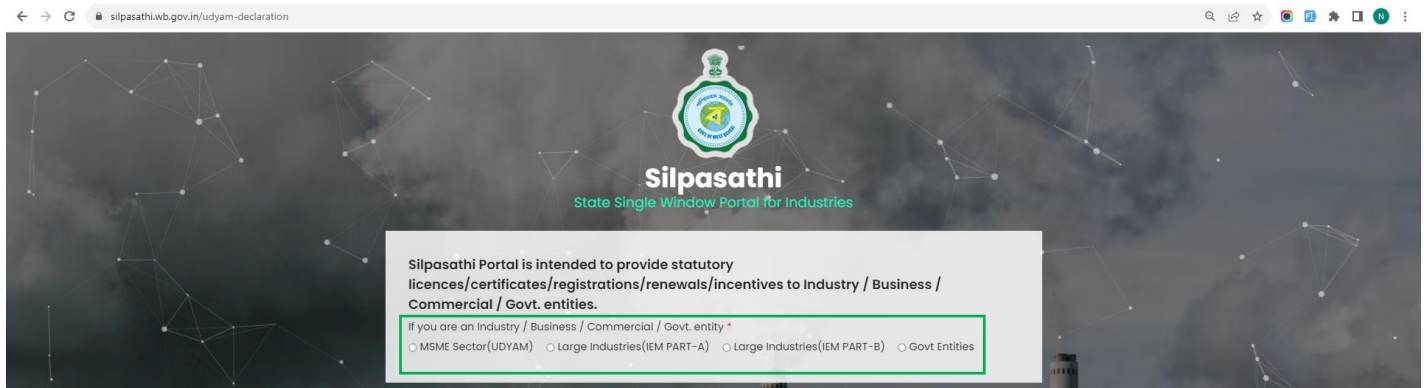 silpasathi.wb.gov.in/udyam-declaration
N
Silpasathi
State Single Window Portal for Industries
Silpasathi Portal is intended to provide statutory
licences/certificates/registrations/renewals/incentives to Industry / Business /
Commercial / Govt. entities.
If you are an Industry / Business / Commercial / Govt. entity *
MSME Sector(UDYAM) Large Industries(IEM PART-A) Large Industries(IEM PART-B) Govt Entities